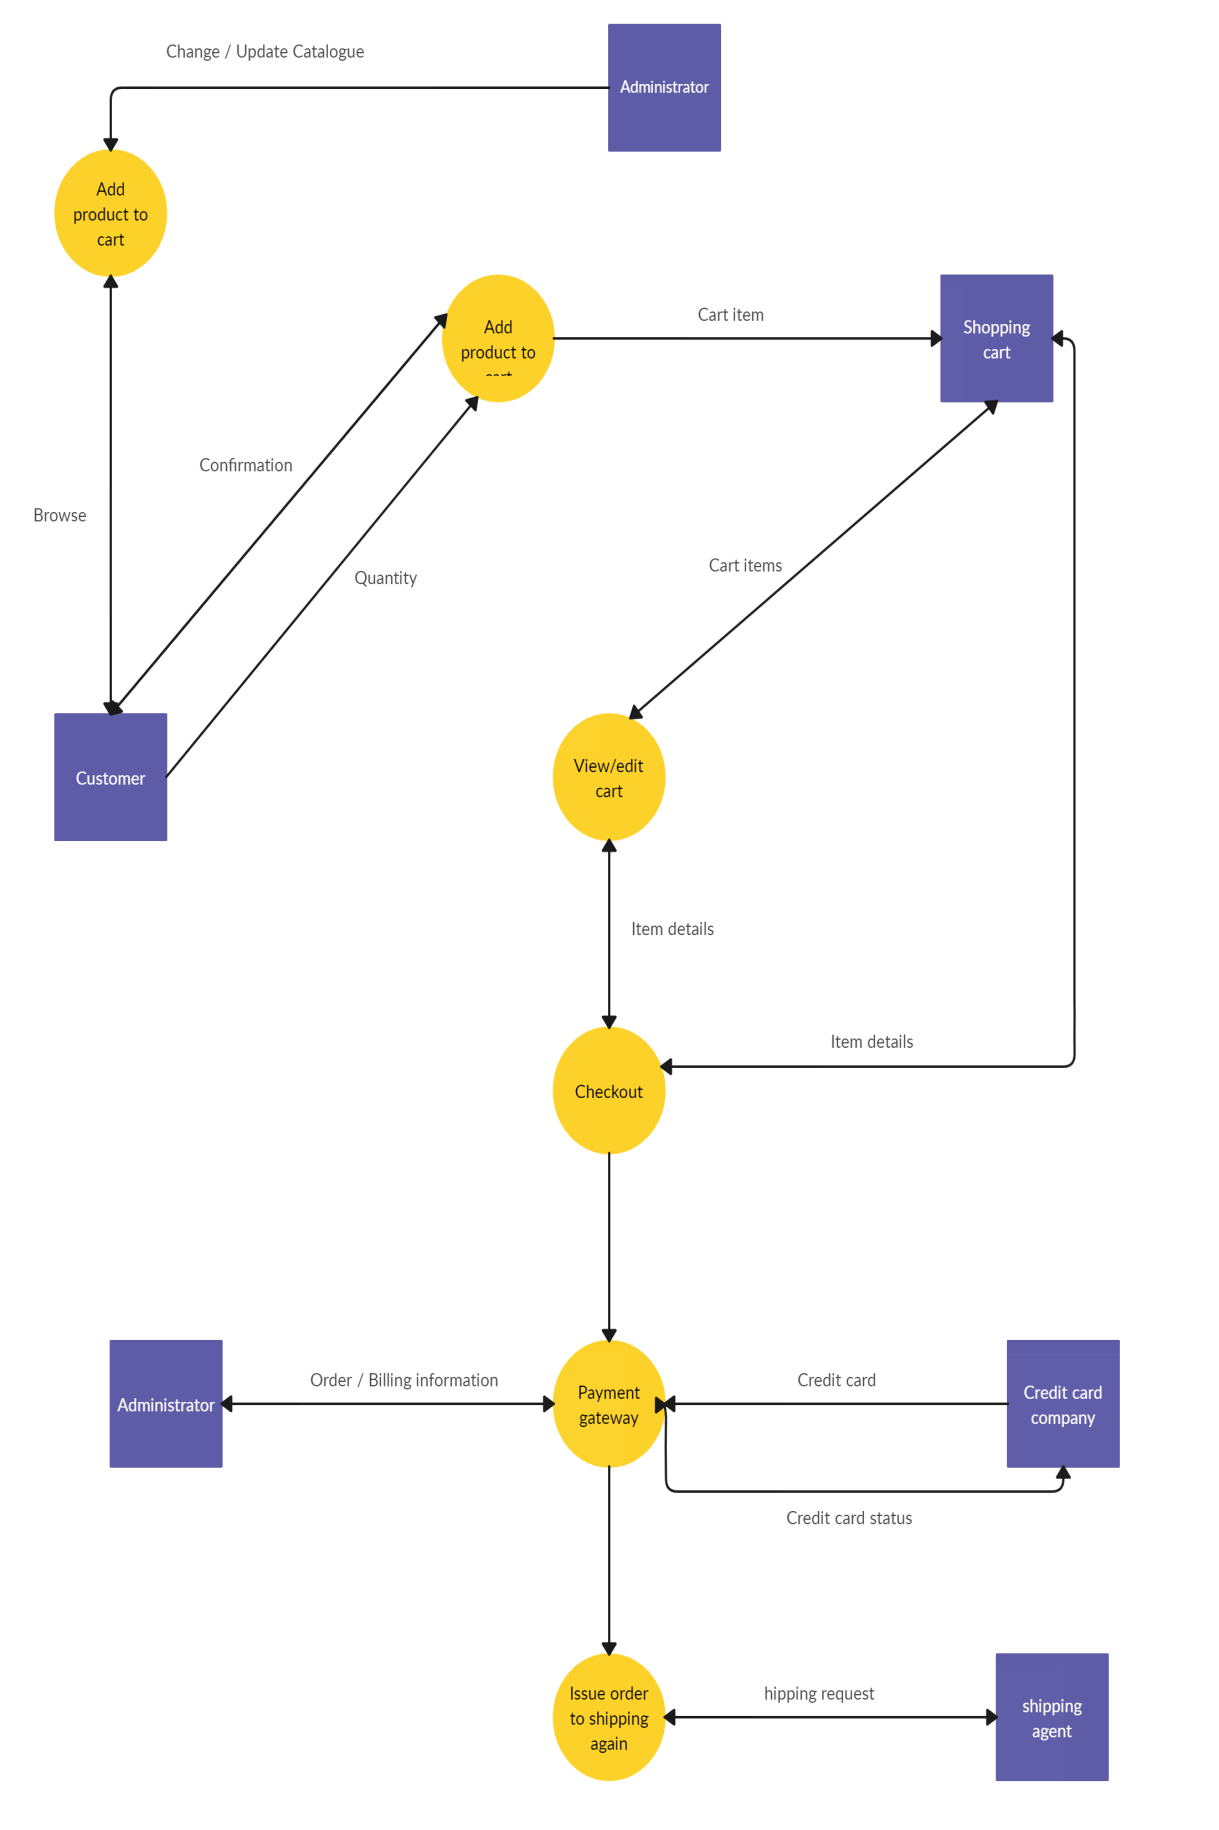 Change / Update Catalogue
Administrator
Add
product to
cart
Add
product to
cart
Cart item
Shopping
cart
Confirmation
Browse
Quantity
Cart items
Customer
View/edit
cart
Item details
Item details
Checkout
Administrator
Order / Billing information
Payment
gateway
Credit card
Credit card
company
Credit card status
Issue order
to shipping
again
hipping request
shipping
agent